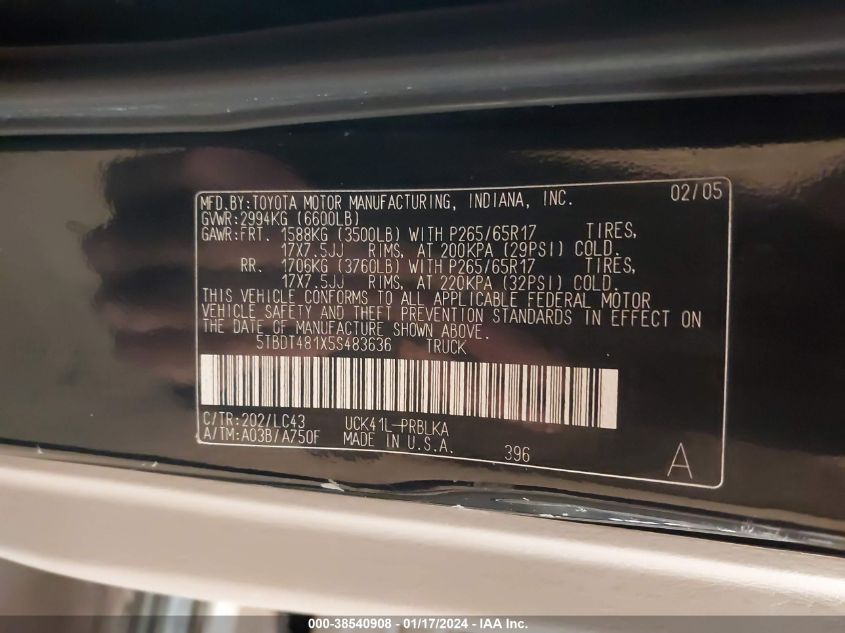 MFD.BY:TOYOTA MOTOR MANUFACTURING, INDIANA, INC. 02/05
GVWR:2994KG (6600LB)
GAWR:FRT. 1588KG (3500LB) WITH P265/65R17 TIRES,
17X7.5JJ RIMS, AT 200KPA (29PSI) COLD.
RR. 1706KG (3760LB) WITH P265/65R17 TIRES,
17X7.5JJ RIMS, AT 220KPA (32PSI) COLD.
THIS VEHICLE CONFORMS TO ALL APPLICABLE FEDERAL MOTOR
VEHICLE SAFETY AND THEFT PREVENTION STANDARDS IN EFFECT ON
THE DATE OF MANUFACTURE SHOWN ABOVE.
5TBDT481X5S483636 TRUCK
C/TR:202/LC43 UCK41L-PRBLKA
A/TM:A03B/A750F MADE IN U.S.A. 396 A
000-38540908 - 01/17/2024 - IAA Inc.